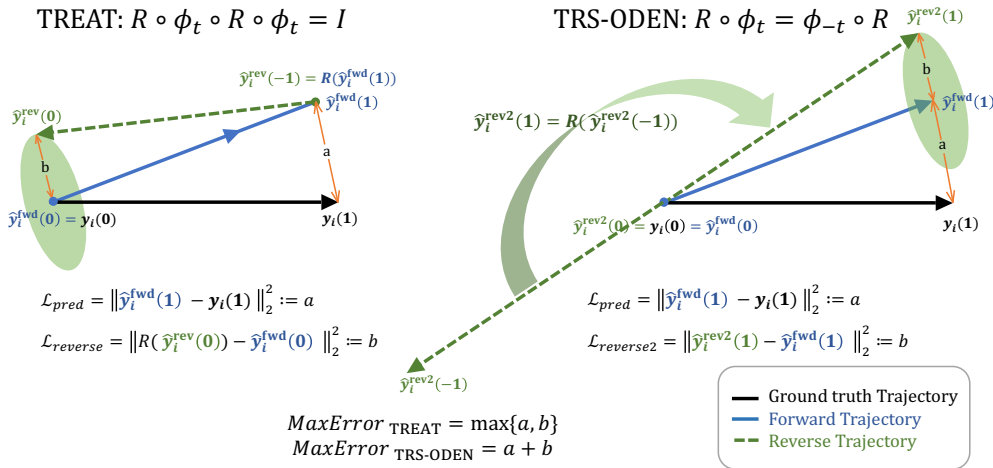 TREAT: R ∘ ϕ_t ∘ R ∘ ϕ_t = I
ŷ_i^rev(−1) = R(ŷ_i^fwd(1))
ŷ_i^fwd(1)
ŷ_i^rev(0)
b
a
ŷ_i^fwd(0) = y_i(0)
y_i(1)
ℒ_pred = ‖ŷ_i^fwd(1) − y_i(1)‖_2^2 := a
ℒ_reverse = ‖R(ŷ_i^rev(0)) − ŷ_i^fwd(0)‖_2^2 := b
TRS-ODEN: R ∘ ϕ_t = ϕ_−t ∘ R
ŷ_i^rev2(1)
b
ŷ_i^fwd(1)
a
ŷ_i^rev2(1) = R(ŷ_i^rev2(−1))
ŷ_i^rev2(0) = y_i(0) = ŷ_i^fwd(0)
y_i(1)
ŷ_i^rev2(−1)
ℒ_pred = ‖ŷ_i^fwd(1) − y_i(1)‖_2^2 := a
ℒ_reverse2 = ‖ŷ_i^rev2(1) − ŷ_i^fwd(1)‖_2^2 := b
MaxError_TREAT = max{a, b}
MaxError_TRS-ODEN = a + b
Ground truth Trajectory
Forward Trajectory
Reverse Trajectory